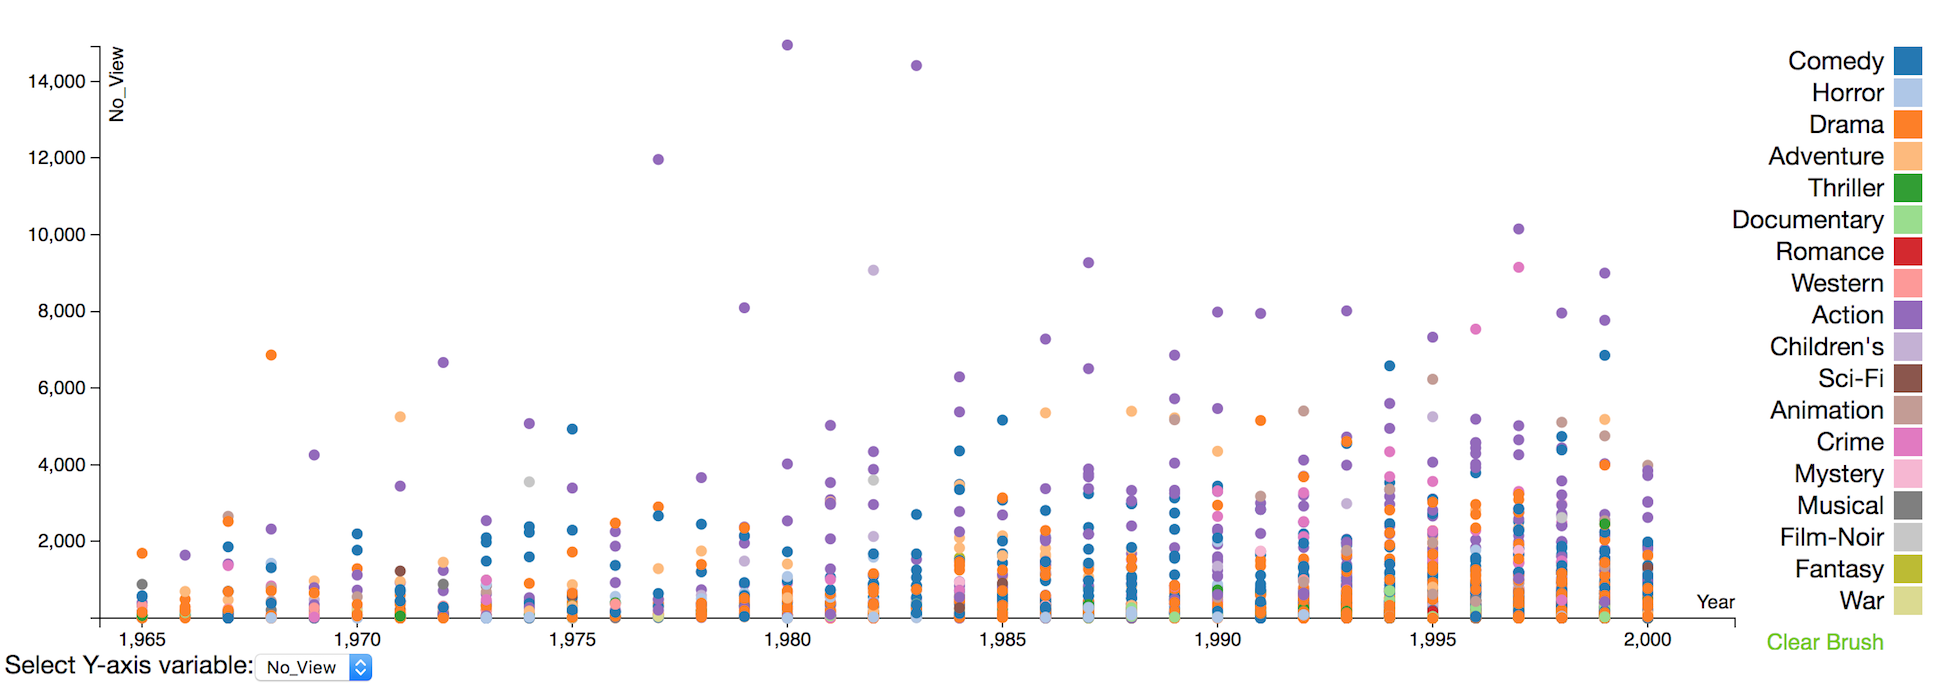 No_View
14,000
12,000
10,000
8,000
6,000
4,000
2,000
1,965
1,970
1,975
1,980
1,985
1,990
1,995
2,000
Year
Comedy
Horror
Drama
Adventure
Thriller
Documentary
Romance
Western
Action
Children's
Sci-Fi
Animation
Crime
Mystery
Musical
Film-Noir
Fantasy
War
Clear Brush
Select Y-axis variable: No_View